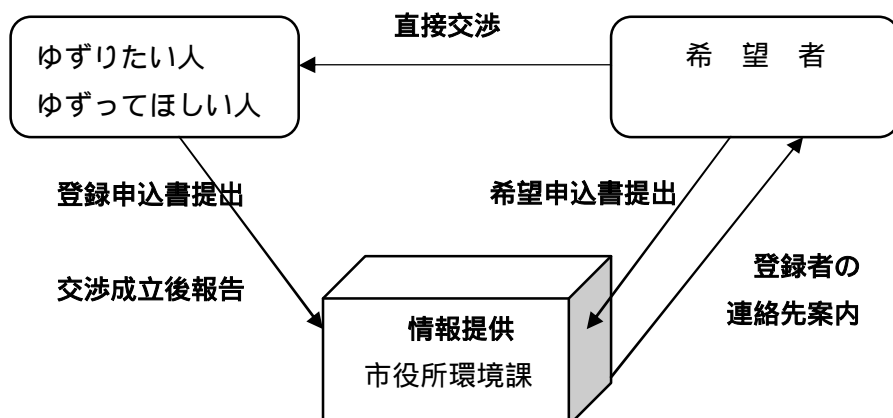 直接交渉
ゆずりたい人
ゆずってほしい人
希　望　者
登録申込書提出
希望申込書提出
交渉成立後報告
登録者の
連絡先案内
情報提供
市役所環境課